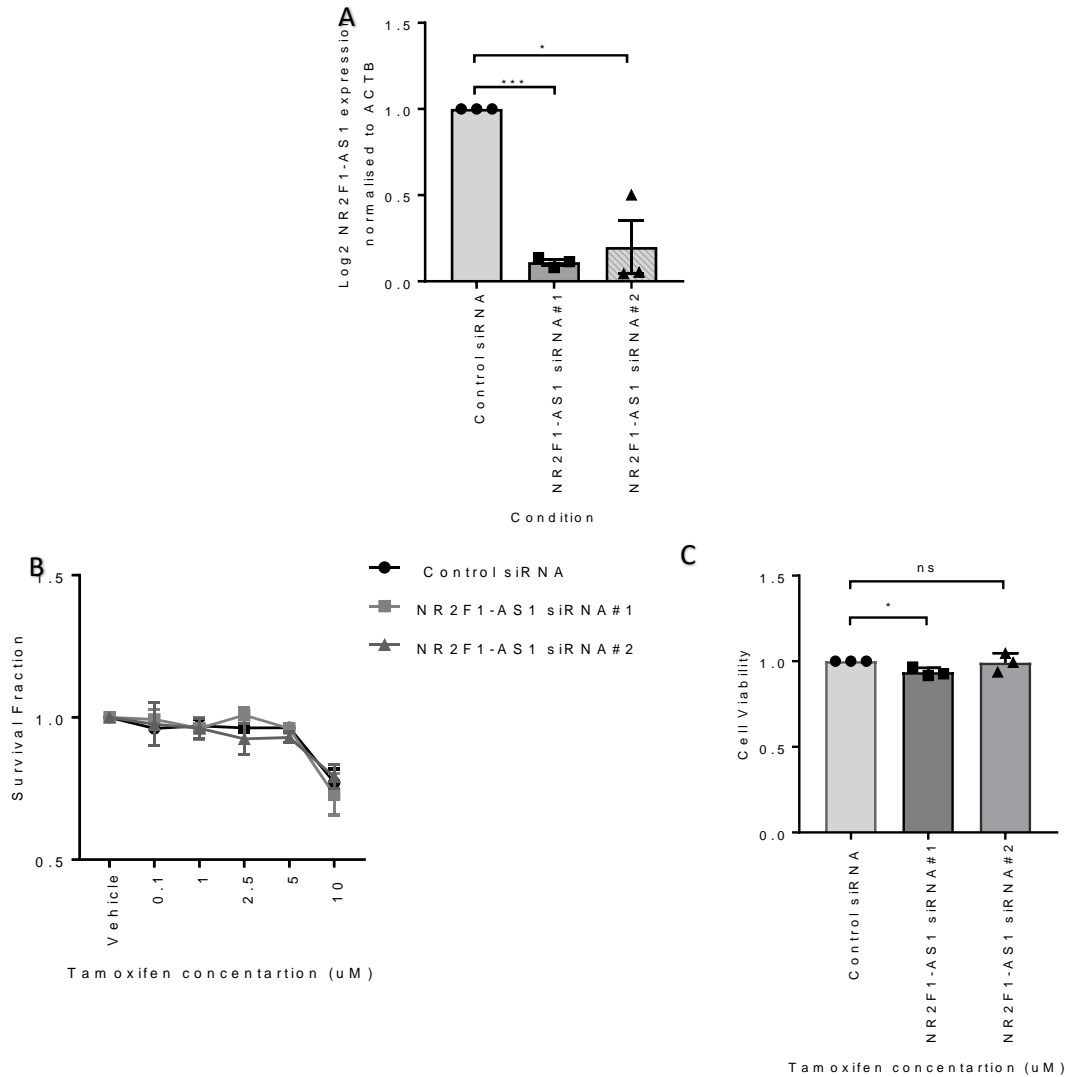 A
Log2 NR2F1-AS1 expression
normalised to ACTB
1.5
1.0
0.5
0.0
*
***
Control siRNA
NR2F1-AS1 siRNA#1
NR2F1-AS1 siRNA#2
Condition
B
Control siRNA
NR2F1-AS1 siRNA#1
NR2F1-AS1 siRNA#2
Survival Fraction
1.5
1.0
0.5
Vehicle
0.1
1
2.5
5
10
Tamoxifen concentartion (uM)
C
Cell Viability
1.5
1.0
0.5
0.0
ns
*
Control siRNA
NR2F1-AS1 siRNA#1
NR2F1-AS1 siRNA#2
Tamoxifen concentartion (uM)